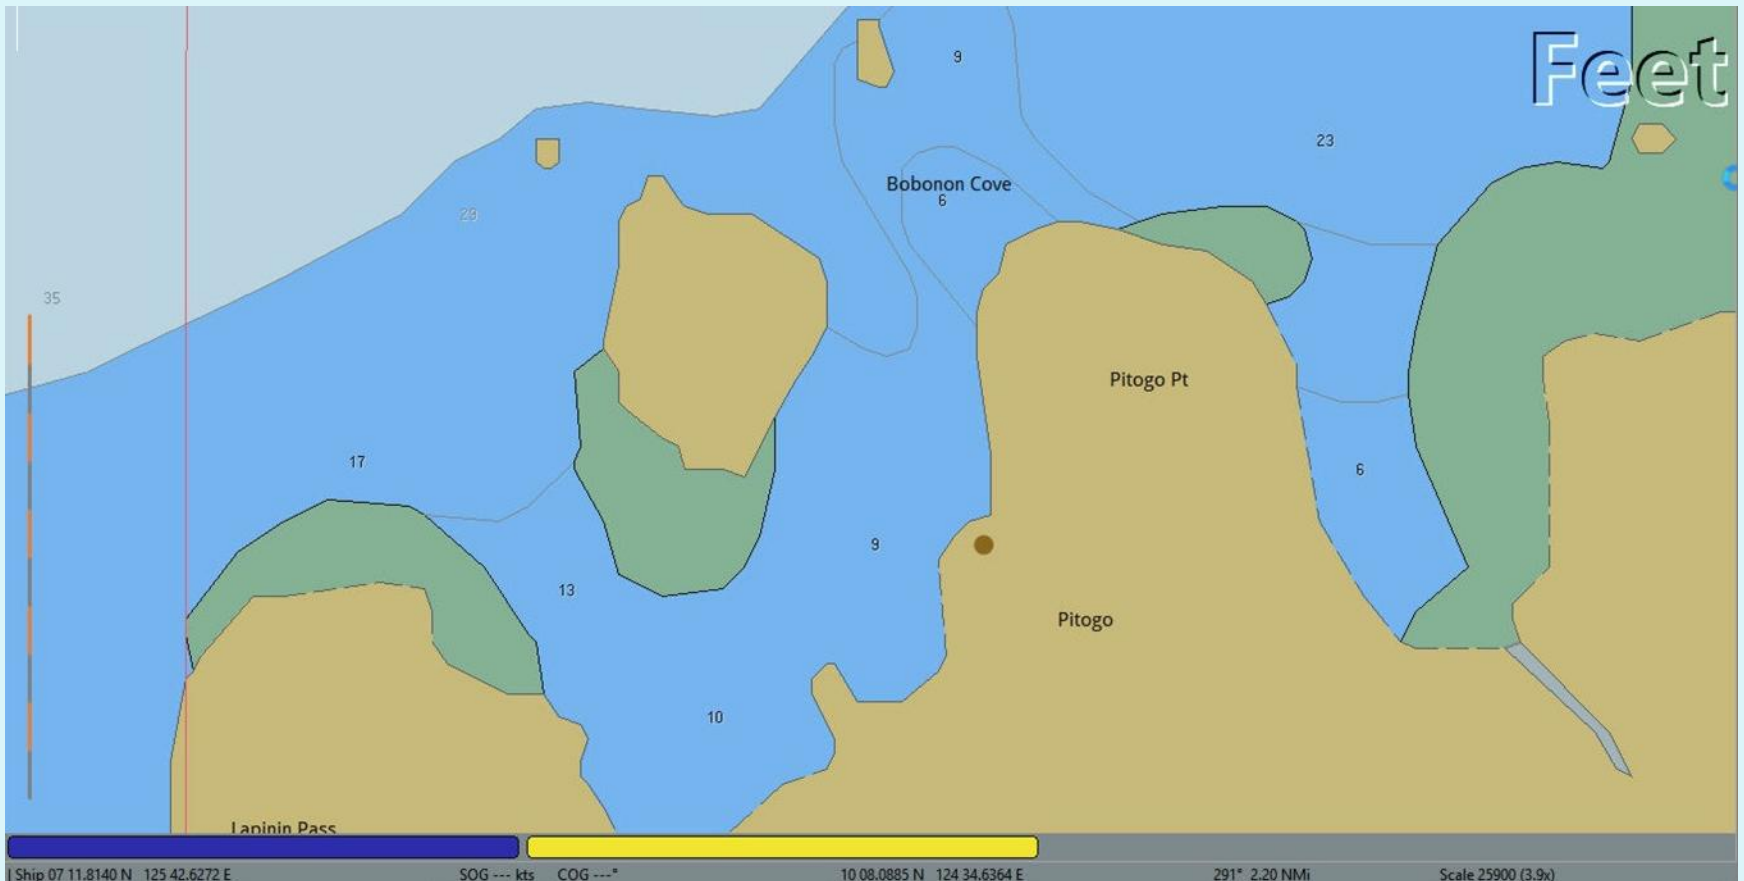 Feet
9
23
Bobonon Cove
6
29
35
Pitogo Pt
17
6
9
13
Pitogo
10
Lapinin Pass
Ship 07 11.8140 N 125 42.6272 E SOG --- kts COG ---° 10 08.0885 N 124 34.6364 E 291° 2.20 NMi Scale 25900 (3.9x)